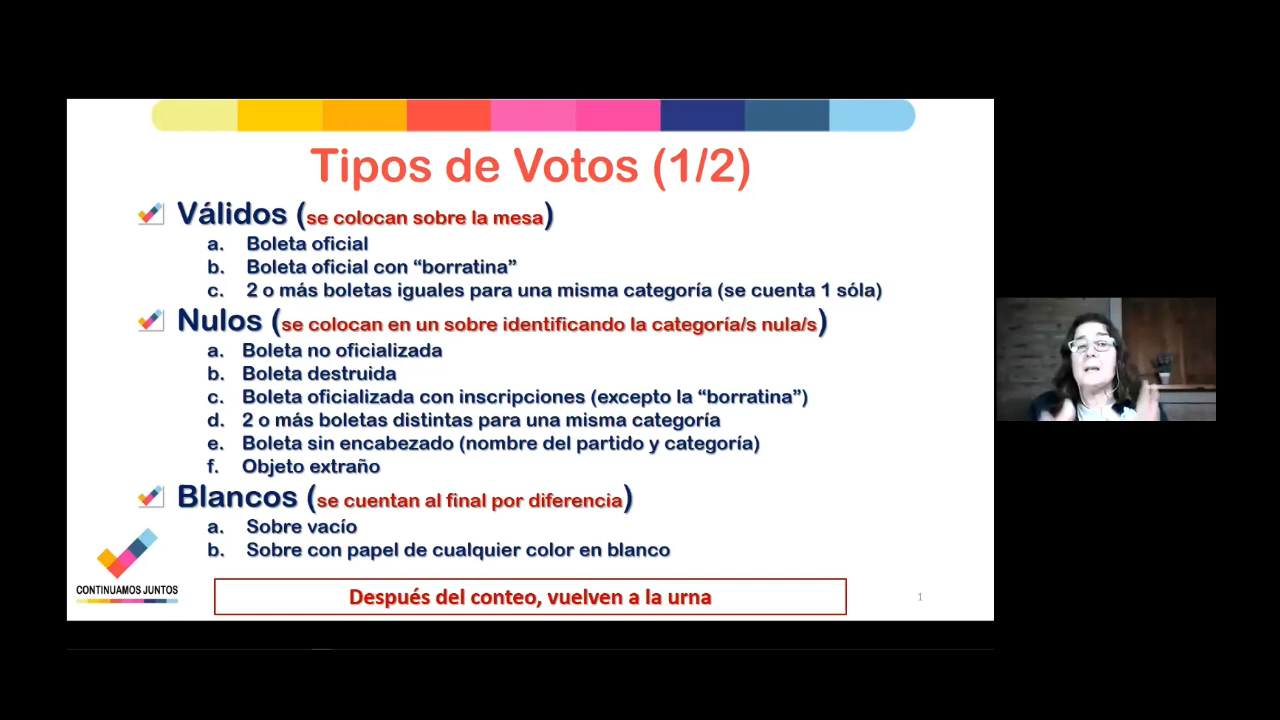 Tipos de Votos (1/2)
Válidos (se colocan sobre la mesa)
a. Boleta oficial
b. Boleta oficial con “borratina”
c. 2 o más boletas iguales para una misma categoría (se cuenta 1 sóla)
Nulos (se colocan en un sobre identificando la categoría/s nula/s)
a. Boleta no oficializada
b. Boleta destruida
c. Boleta oficializada con inscripciones (excepto la “borratina”)
d. 2 o más boletas distintas para una misma categoría
e. Boleta sin encabezado (nombre del partido y categoría)
f. Objeto extraño
Blancos (se cuentan al final por diferencia)
a. Sobre vacío
b. Sobre con papel de cualquier color en blanco
CONTINUAMOS JUNTOS
Después del conteo, vuelven a la urna
1